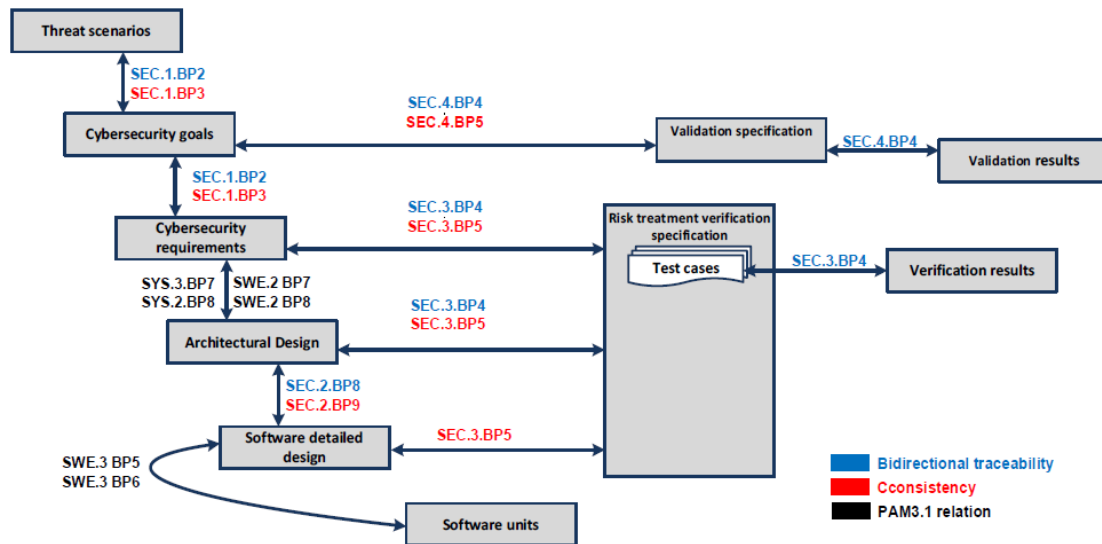 Threat scenarios
SEC.1.BP2
SEC.1.BP3
SEC.4.BP4
SEC.4.BP5
Cybersecurity goals
Validation specification
SEC.4.BP4
Validation results
SEC.1.BP2
SEC.1.BP3
SEC.3.BP4
SEC.3.BP5
Cybersecurity
requirements
Risk treatment verification
specification
Test cases
SEC.3.BP4
Verification results
SYS.3.BP7 SWE.2 BP7
SYS.2.BP8 SWE.2 BP8
SEC.3.BP4
SEC.3.BP5
Architectural Design
SEC.2.BP8
SEC.2.BP9
Software detailed
design
SEC.3.BP5
SWE.3 BP5
SWE.3 BP6
Software units
Bidirectional traceability
Cconsistency
PAM3.1 relation